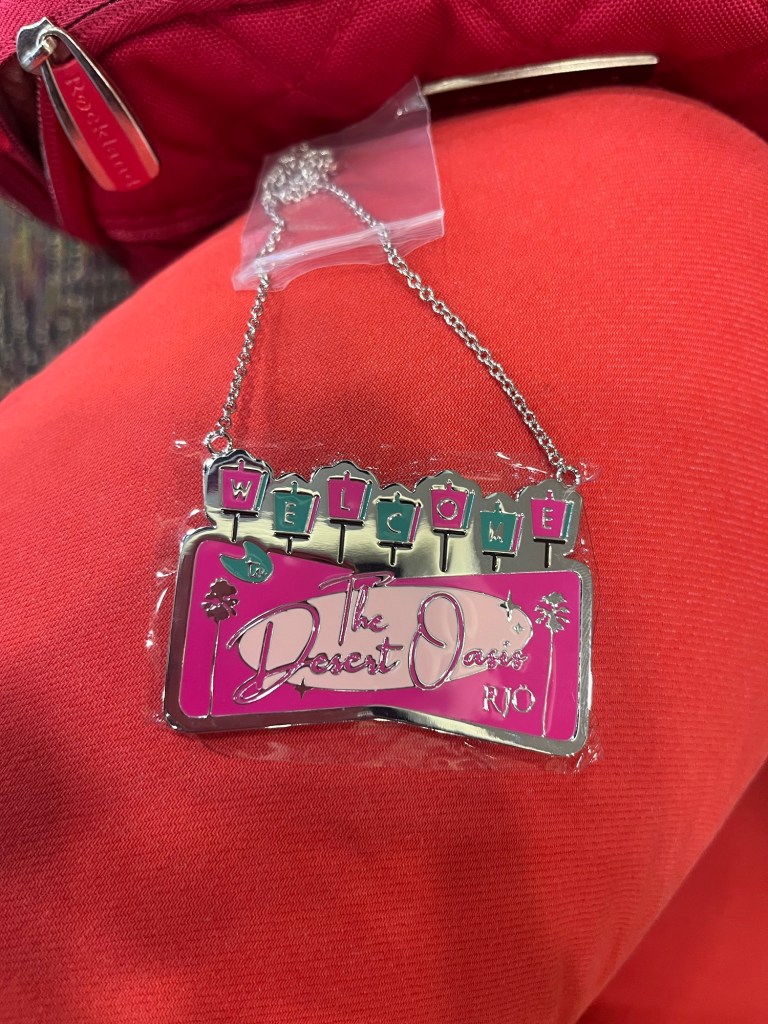 Rockland
WELCOME
to
The
Desert Oasis
RJO